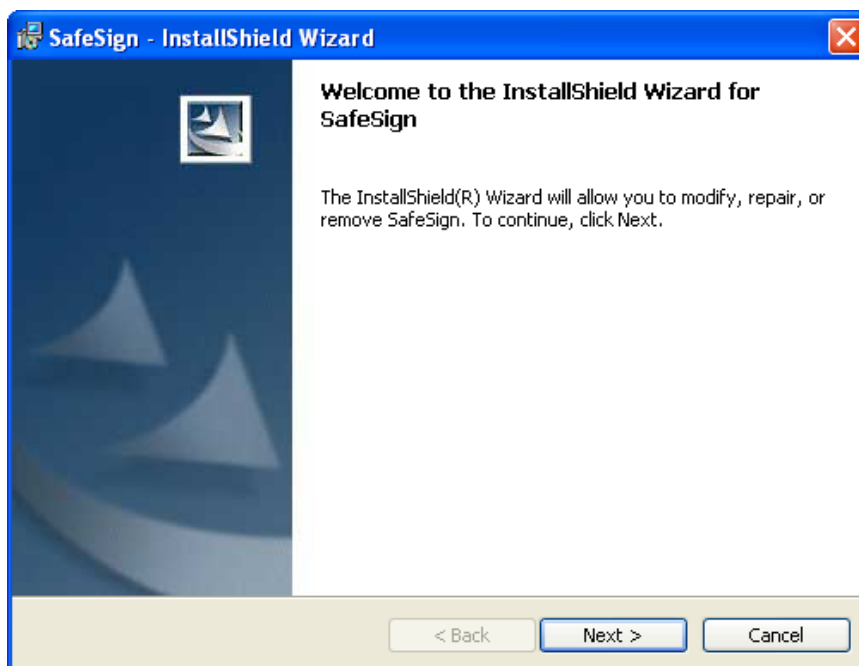 SafeSign - InstallShield Wizard
Welcome to the InstallShield Wizard for
SafeSign
The InstallShield(R) Wizard will allow you to modify, repair, or
remove SafeSign. To continue, click Next.
< Back
Next >
Cancel